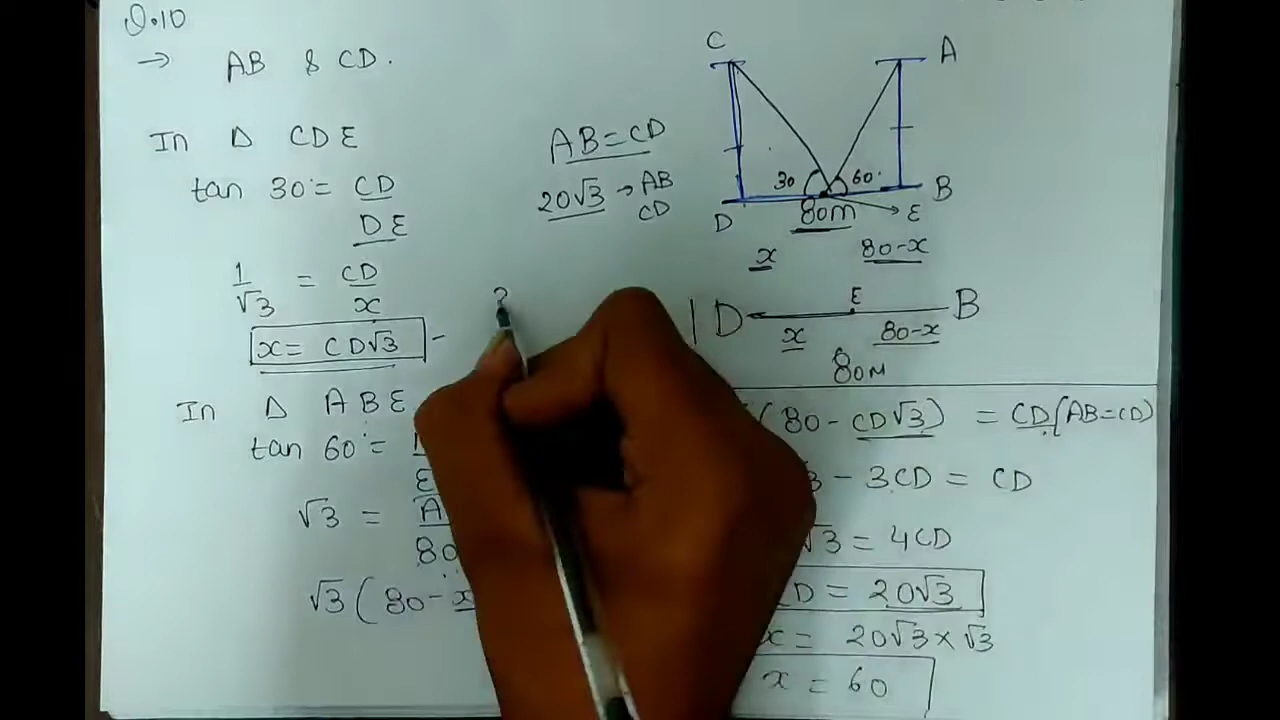 Q.10
→ AB & CD.
In Δ CDE
tan 30° = CD
DE
1 = CD
√3 x
x = CD√3 -
In Δ ABE
tan 60° =
E
√3 = A
80
√3 ( 80-x
AB=CD
20√3 → AB
CD
C A
30 60°
D 80m E B
x 80-x
D E B
x 80-x
80m
(80 - CD√3) = CD (AB=CD)
- 3CD = CD
√3 = 4CD
D = 20√3
x = 20√3 × √3
x = 60